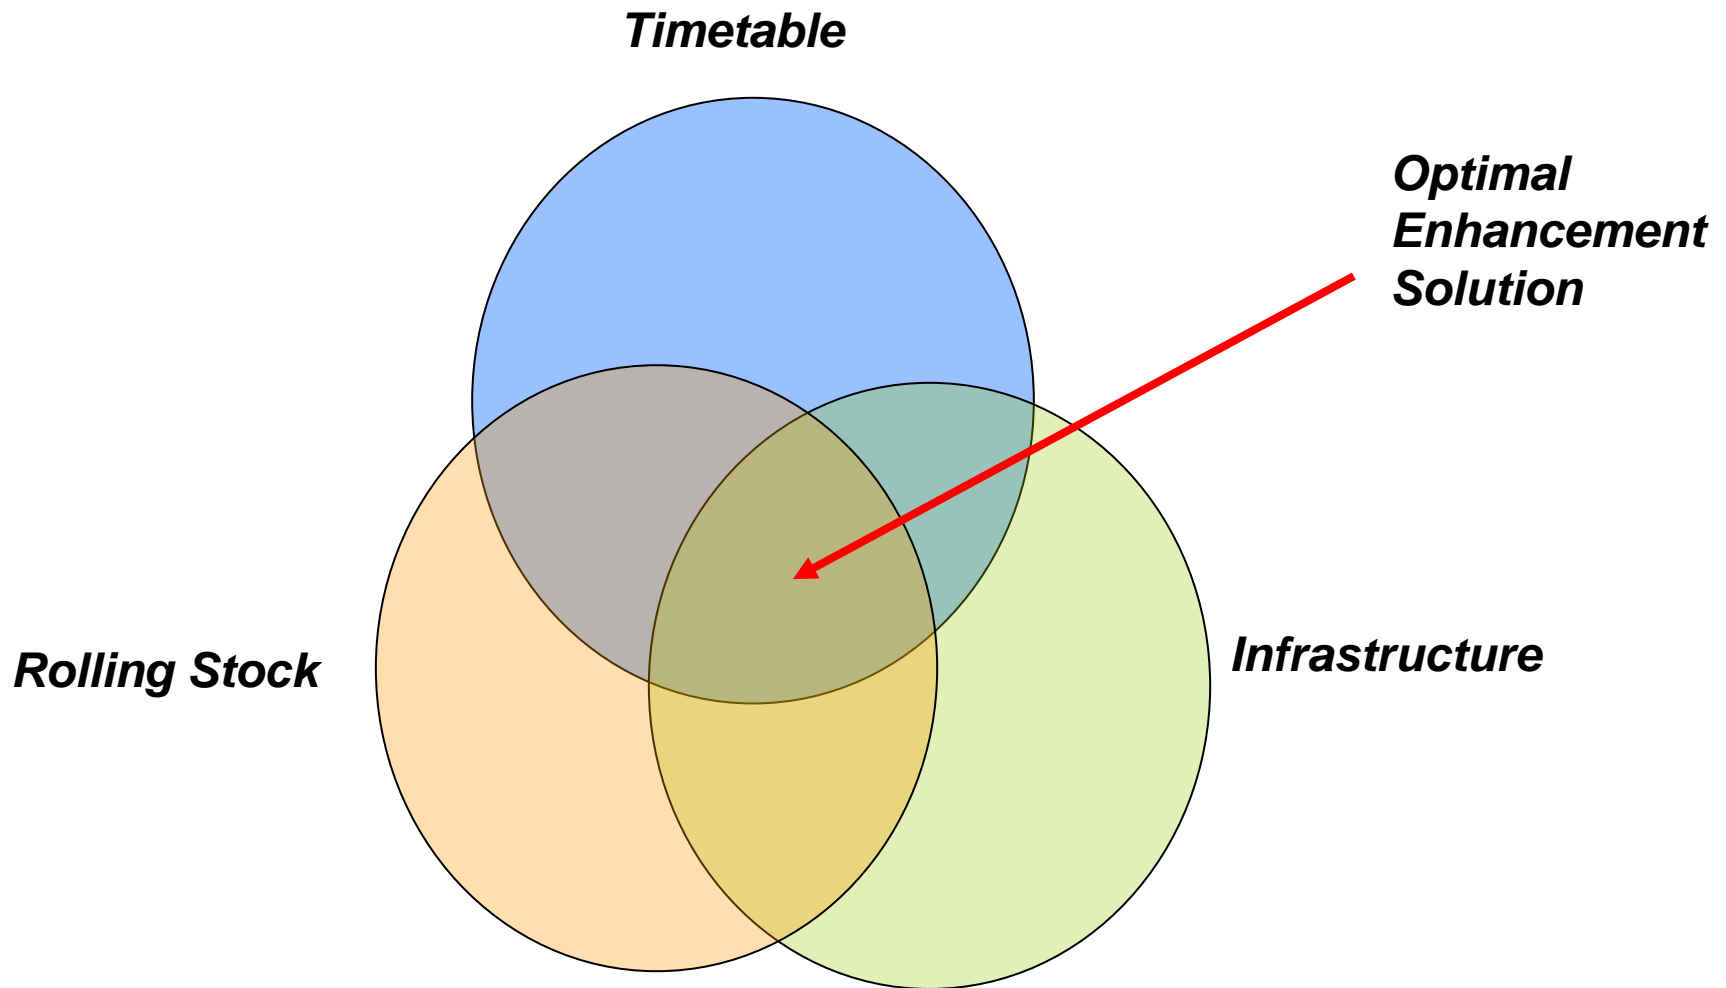 Timetable
Optimal
Enhancement
Solution
Rolling Stock
Infrastructure